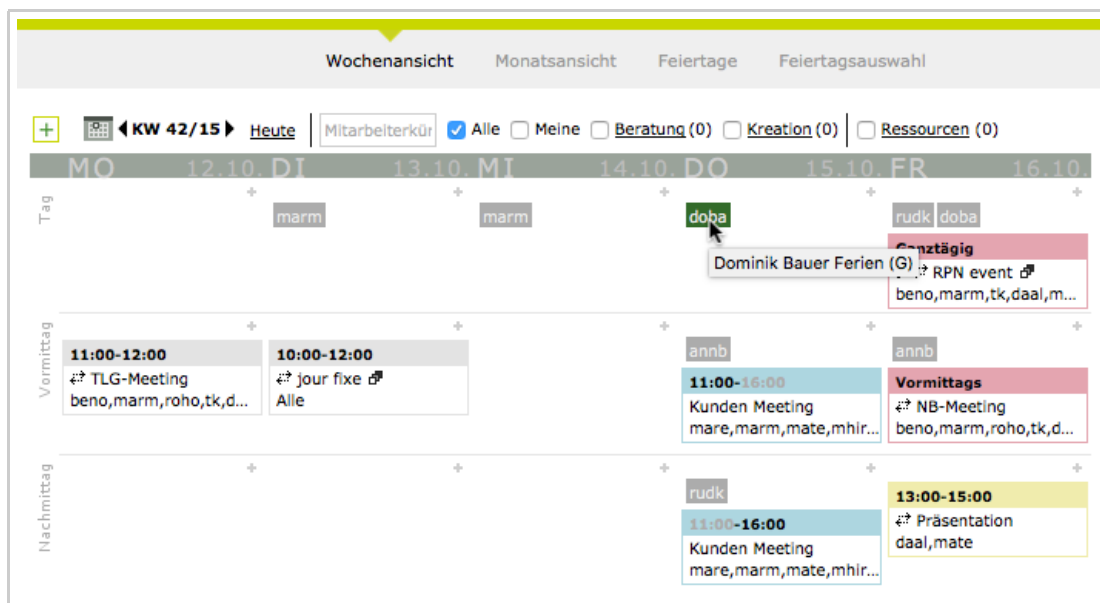 Wochenansicht Monatsansicht Feiertage Feiertagsauswahl
+ KW 42/15 Heute Mitarbeiterkür Alle Meine Beratung (0) Kreation (0) Ressourcen (0)
MO 12.10. DI 13.10. MI 14.10. DO 15.10. FR 16.10.
Tag
marm marm doba rudk doba
Dominik Bauer Ferien (G)
Ganztägig
RPN event
beno,marm,tk,daal,m...
Vormittag
11:00-12:00
TLG-Meeting
beno,marm,roho,tk,d...
10:00-12:00
jour fixe
Alle
annb
11:00-16:00
Kunden Meeting
mare,marm,mate,mhir...
annb
Vormittags
NB-Meeting
beno,marm,roho,tk,d...
Nachmittag
rudk
11:00-16:00
Kunden Meeting
mare,marm,mate,mhir...
13:00-15:00
Präsentation
daal,mate